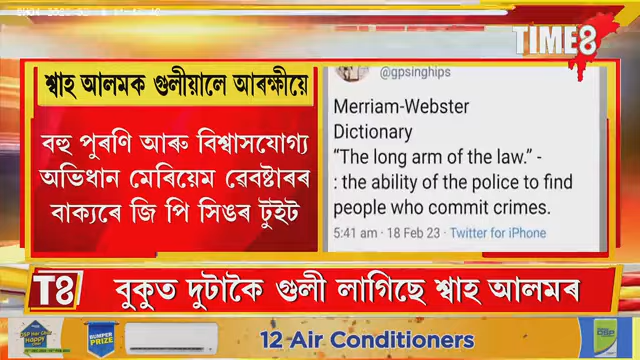 TIME8
শ্বাহ আলমক গুলীয়ালে আৰক্ষীয়ে
বহু পুৰণি আৰু বিশ্বাসযোগ্য
অভিধান মেৰিয়েম ৱেবষ্টাৰৰ
বাক্যৰে জি পি সিঙৰ টুইট
@gpsinghips
Merriam-Webster
Dictionary
“The long arm of the law.” -
: the ability of the police to find
people who commit crimes.
5:41 am · 18 Feb 23 · Twitter for iPhone
T8 বুকুত দুটাকৈ গুলী লাগিছে শ্বাহ আলমৰ
BUMPER
PRIZE
12 Air Conditioners